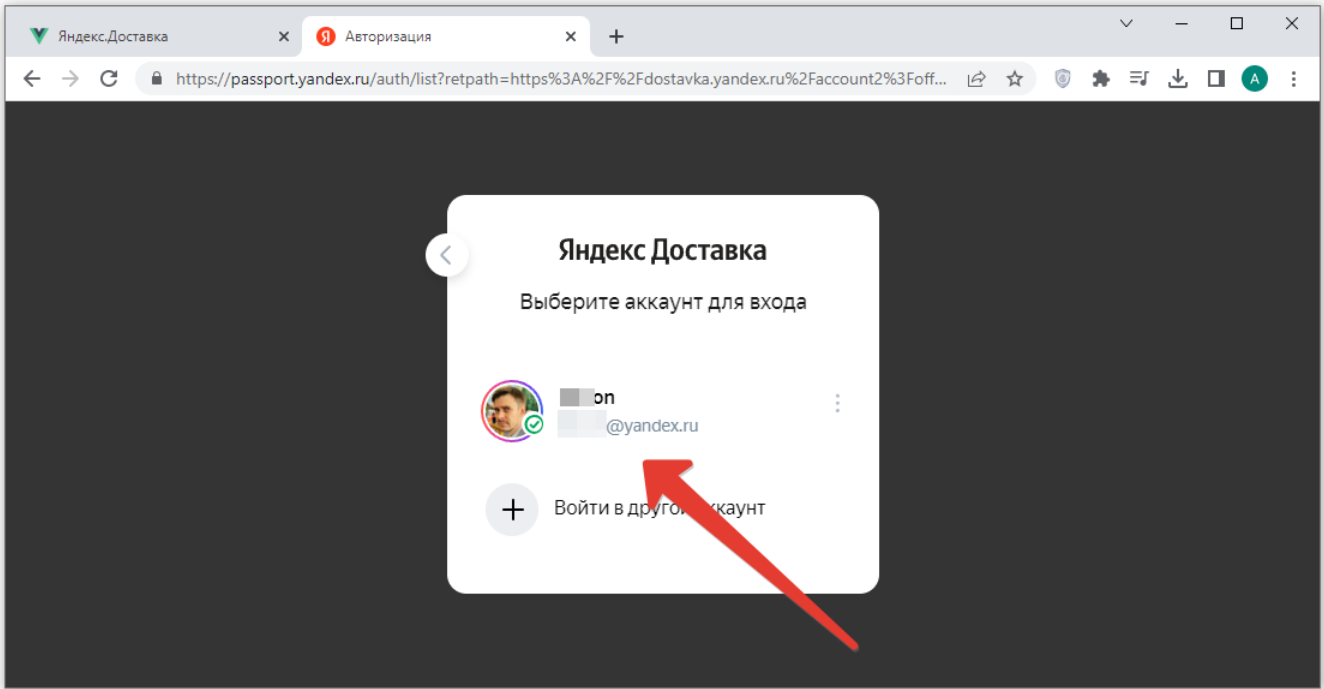 Яндекс.Доставка
Я Авторизация
https://passport.yandex.ru/auth/list?retpath=https%3A%2F%2Fdostavka.yandex.ru%2Faccount2%3Foff...
A
Яндекс Доставка
Выберите аккаунт для входа
on
@yandex.ru
Войти в другой аккаунт